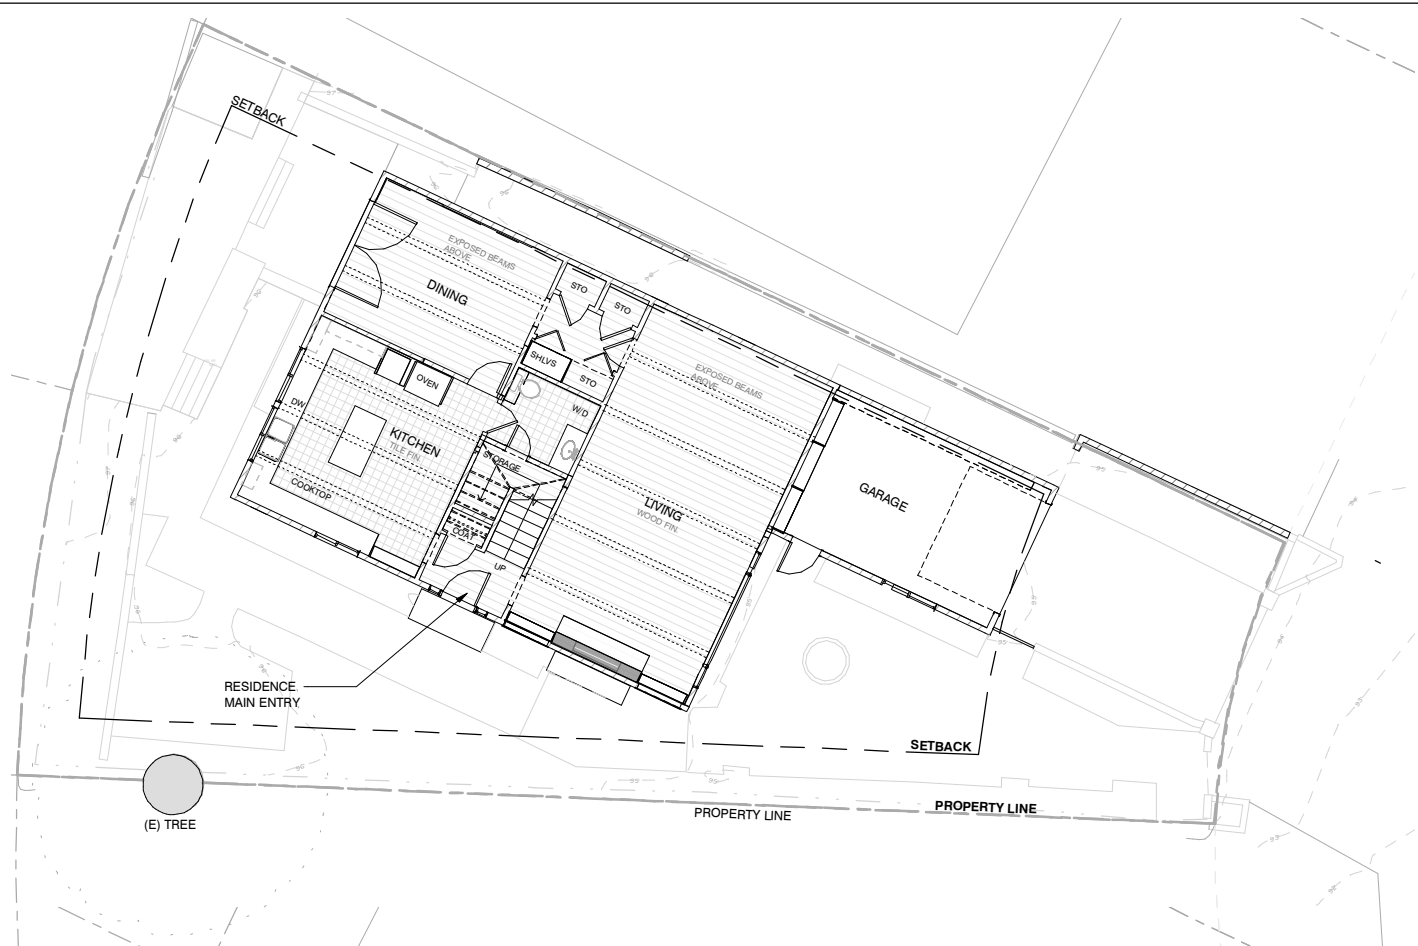 SETBACK
EXPOSED BEAMS
ABOVE
DINING
STO
STO
SHLVS
STO
OVEN
W/D
EXPOSED BEAMS
ABOVE
DW
KITCHEN
TILE FIN.
STORAGE
COOKTOP
COAT
UP
LIVING
WOOD FIN.
GARAGE
RESIDENCE
MAIN ENTRY
SETBACK
PROPERTY LINE
PROPERTY LINE
(E) TREE